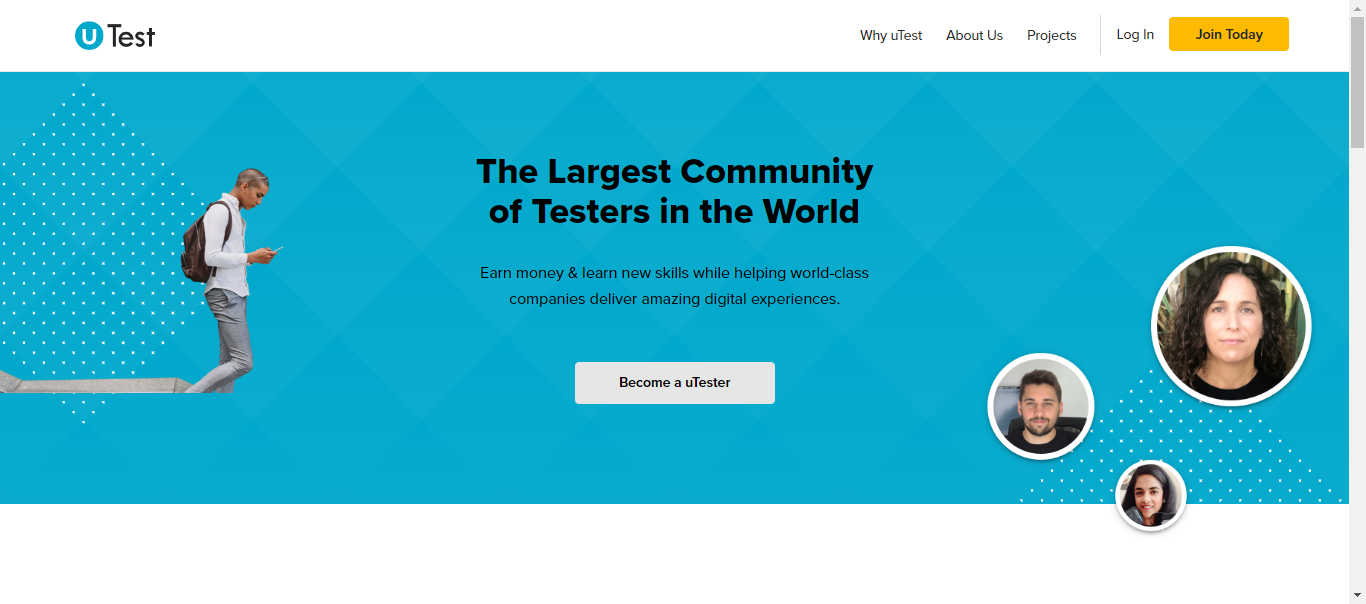 uTest
Why uTest
About Us
Projects
Log In
Join Today
The Largest Community
of Testers in the World
Earn money & learn new skills while helping world-class
companies deliver amazing digital experiences.
Become a uTester